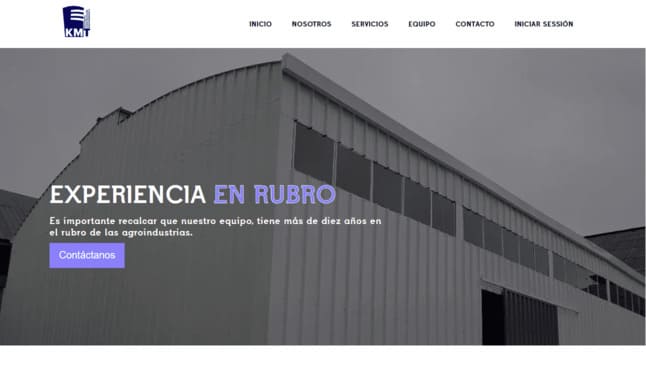 KMT
INICIO NOSOTROS SERVICIOS EQUIPO CONTACTO INICIAR SESIÓN
EXPERIENCIA EN RUBRO
Es importante recalcar que nuestro equipo, tiene más de diez años en
el rubro de las agroindustrias.
Contáctanos